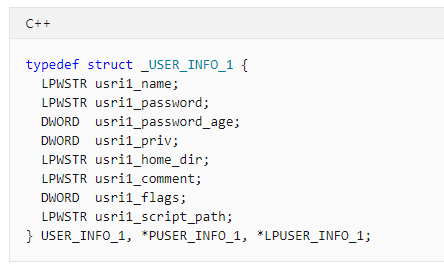 C++
typedef struct _USER_INFO_1 {
  LPWSTR usri1_name;
  LPWSTR usri1_password;
  DWORD  usri1_password_age;
  DWORD  usri1_priv;
  LPWSTR usri1_home_dir;
  LPWSTR usri1_comment;
  DWORD  usri1_flags;
  LPWSTR usri1_script_path;
} USER_INFO_1, *PUSER_INFO_1, *LPUSER_INFO_1;